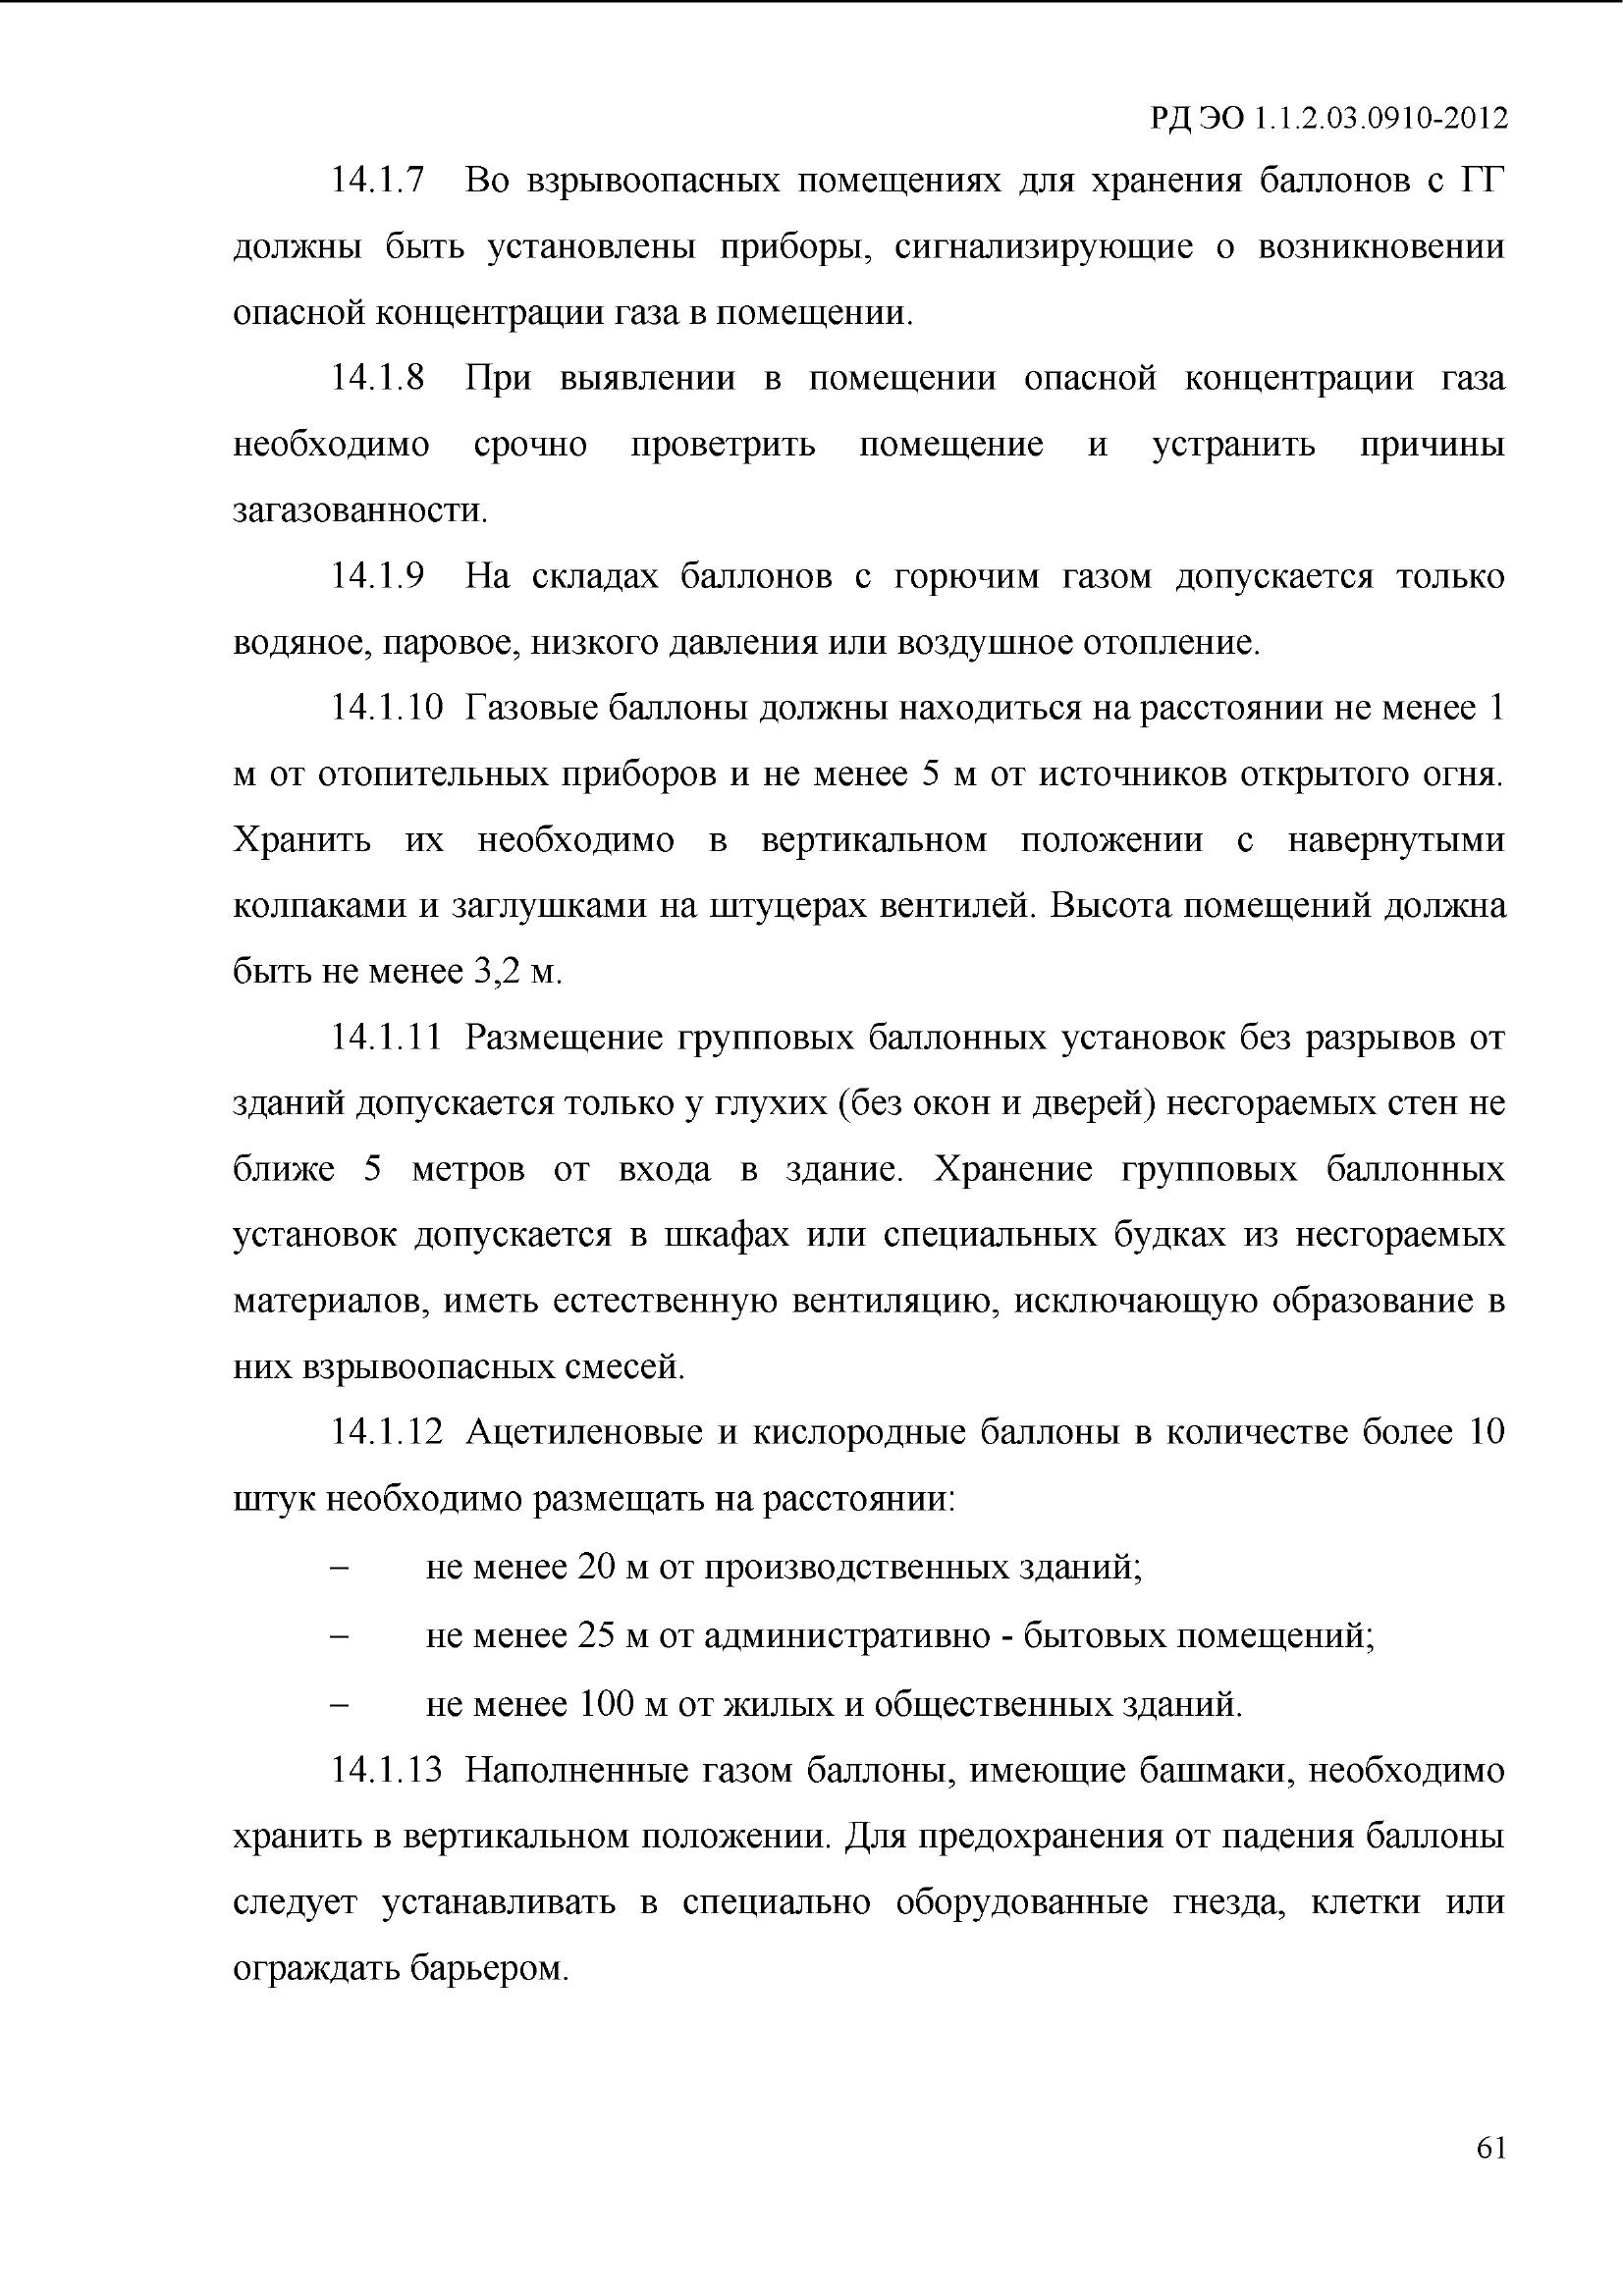 РД ЭО 1.1.2.03.0910-2012
14.1.7 Во взрывоопасных помещениях для хранения баллонов с ГГ
должны быть установлены приборы, сигнализирующие о возникновении
опасной концентрации газа в помещении.
14.1.8 При выявлении в помещении опасной концентрации газа
необходимо срочно проветрить помещение и устранить причины
загазованности.
14.1.9 На складах баллонов с горючим газом допускается только
водяное, паровое, низкого давления или воздушное отопление.
14.1.10 Газовые баллоны должны находиться на расстоянии не менее 1
м от отопительных приборов и не менее 5 м от источников открытого огня.
Хранить их необходимо в вертикальном положении с навернутыми
колпаками и заглушками на штуцерах вентилей. Высота помещений должна
быть не менее 3,2 м.
14.1.11 Размещение групповых баллонных установок без разрывов от
зданий допускается только у глухих (без окон и дверей) несгораемых стен не
ближе 5 метров от входа в здание. Хранение групповых баллонных
установок допускается в шкафах или специальных будках из несгораемых
материалов, иметь естественную вентиляцию, исключающую образование в
них взрывоопасных смесей.
14.1.12 Ацетиленовые и кислородные баллоны в количестве более 10
штук необходимо размещать на расстоянии:
– не менее 20 м от производственных зданий;
– не менее 25 м от административно - бытовых помещений;
– не менее 100 м от жилых и общественных зданий.
14.1.13 Наполненные газом баллоны, имеющие башмаки, необходимо
хранить в вертикальном положении. Для предохранения от падения баллоны
следует устанавливать в специально оборудованные гнезда, клетки или
ограждать барьером.
61